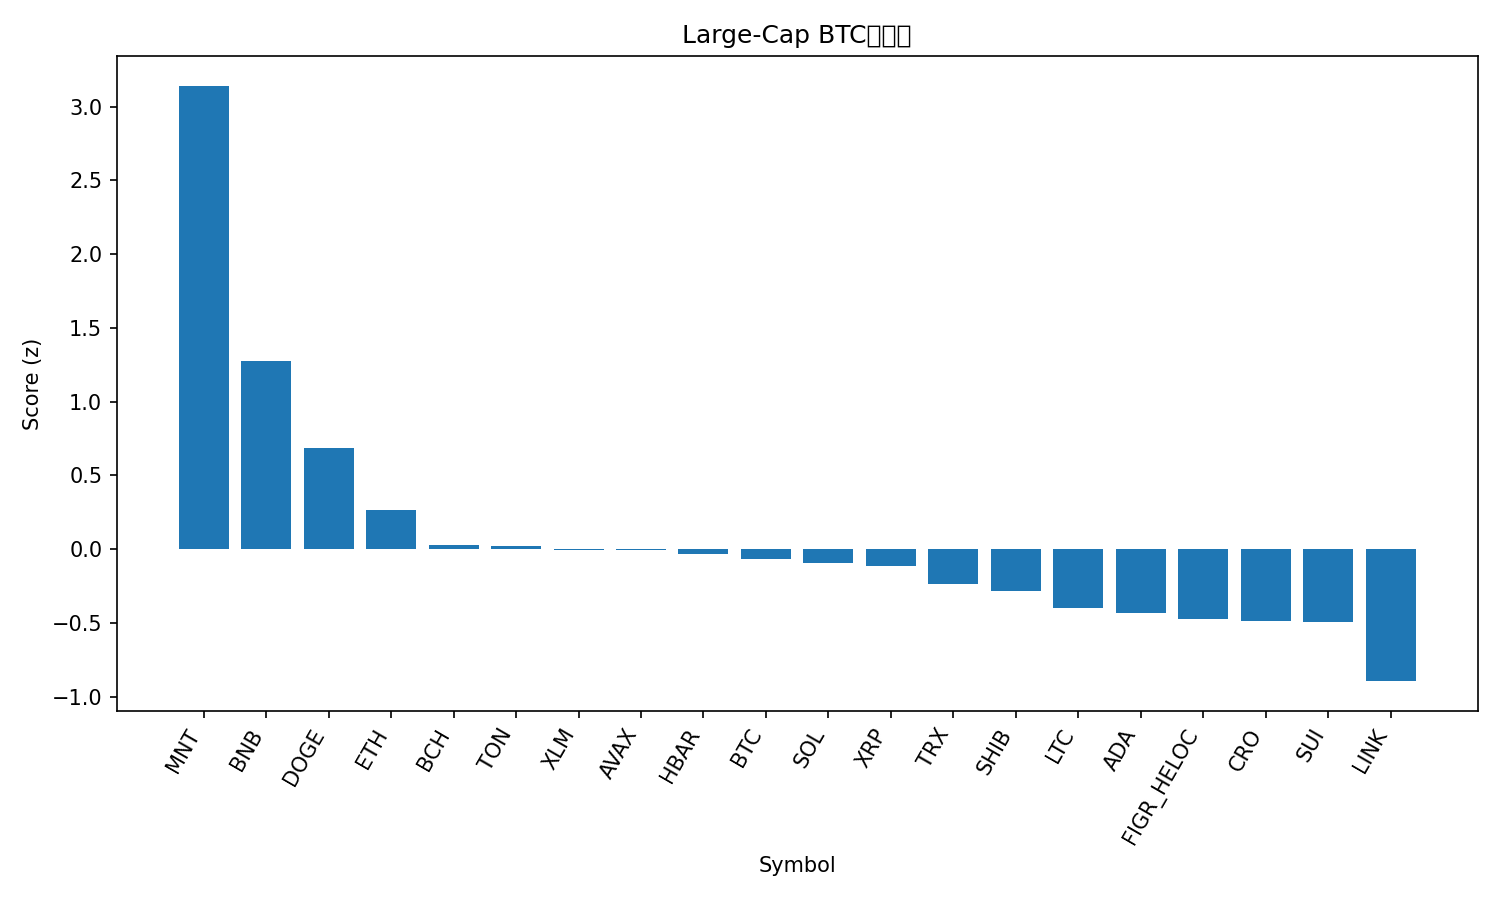 Large-Cap BTC
3.0
2.5
2.0
1.5
1.0
0.5
0.0
−0.5
−1.0
Score (z)
MNT
BNB
DOGE
ETH
BCH
TON
XLM
AVAX
HBAR
BTC
SOL
XRP
TRX
SHIB
LTC
ADA
FIGR_HELOC
CRO
SUI
LINK
Symbol